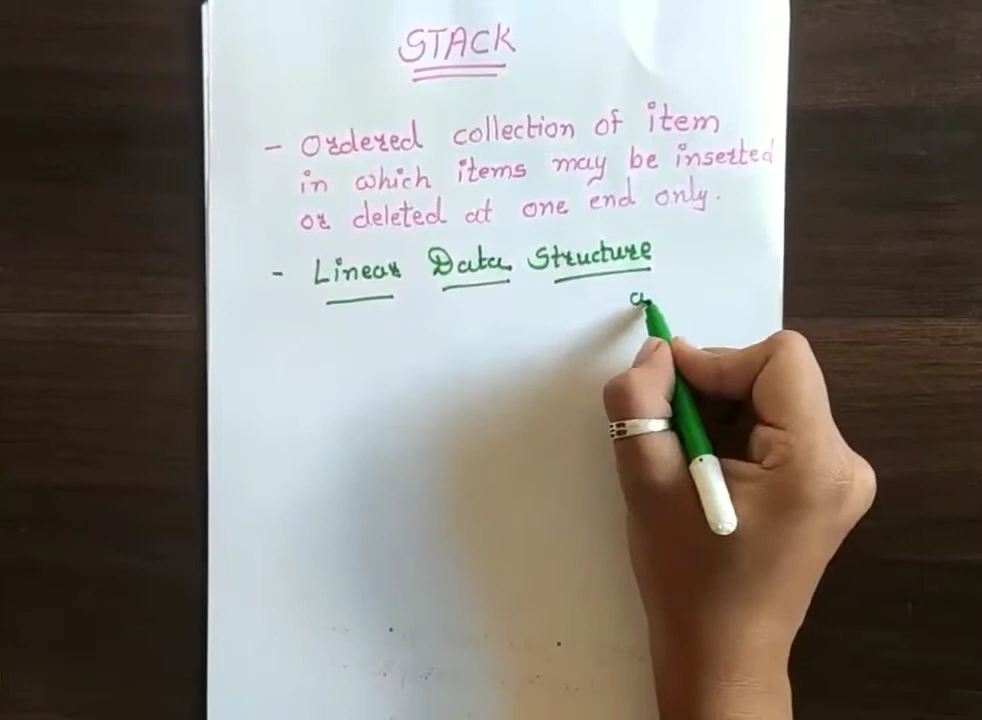 STACK
- Ordered collection of item
in which items may be inserted
or deleted at one end only.
- Linear Data Structure
a